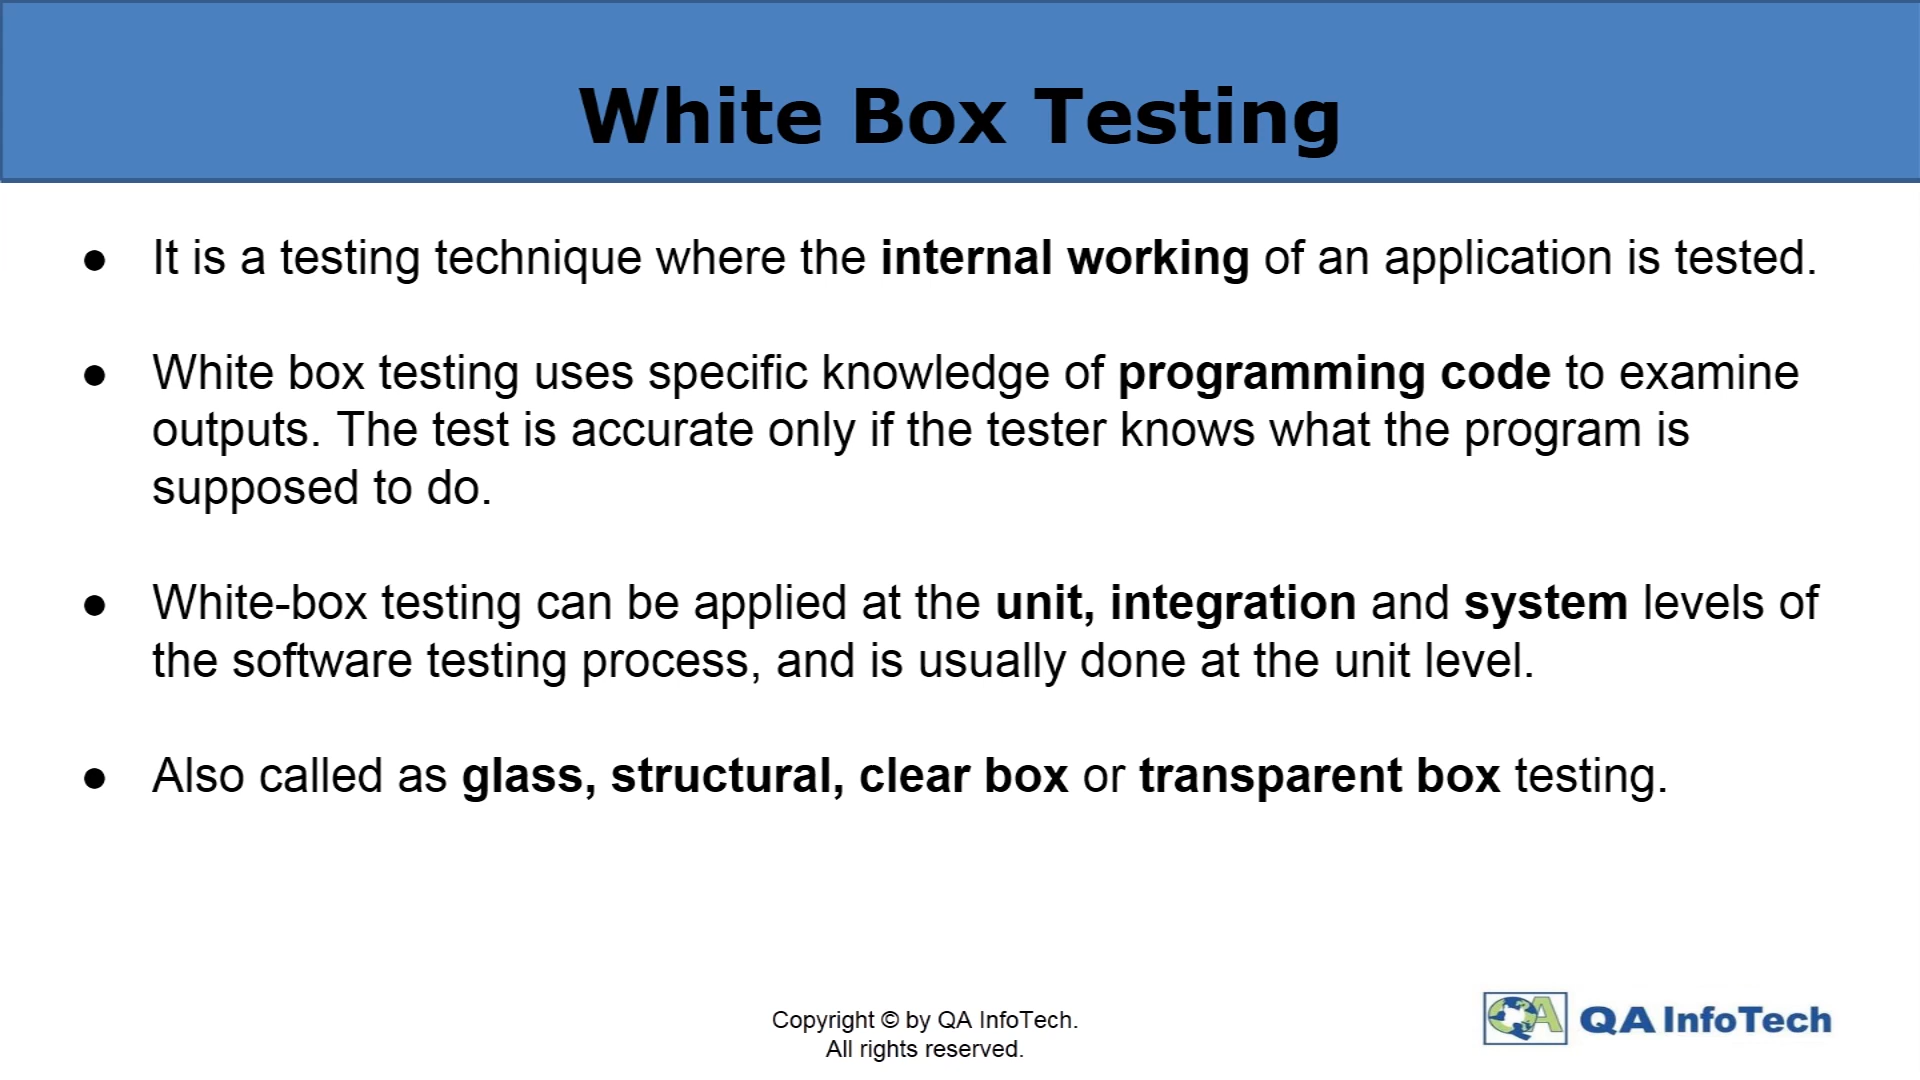 White Box Testing
● It is a testing technique where the internal working of an application is tested.
● White box testing uses specific knowledge of programming code to examine
outputs. The test is accurate only if the tester knows what the program is
supposed to do.
● White-box testing can be applied at the unit, integration and system levels of
the software testing process, and is usually done at the unit level.
● Also called as glass, structural, clear box or transparent box testing.
Copyright © by QA InfoTech.
All rights reserved.
QA QA InfoTech